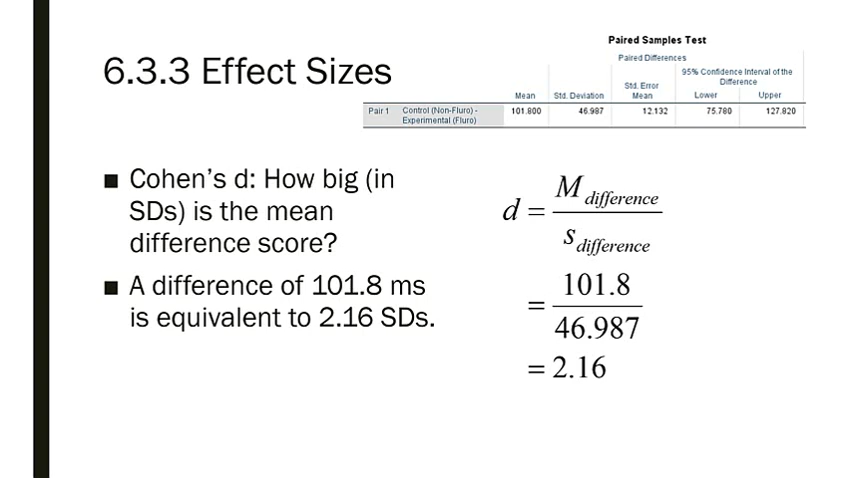 Paired Samples Test
Paired Differences
6.3.3 Effect Sizes
95% Confidence Interval of the
Difference
Std. Error
Mean Std. Deviation Mean Lower Upper
Pair 1 Control (Non-Fluro) - 101.800 46.987 12.132 75.780 127.820
Experimental (Fluro)
■ Cohen's d: How big (in
SDs) is the mean
difference score?
■ A difference of 101.8 ms
is equivalent to 2.16 SDs.
d = M difference
s difference
= 101.8
46.987
= 2.16